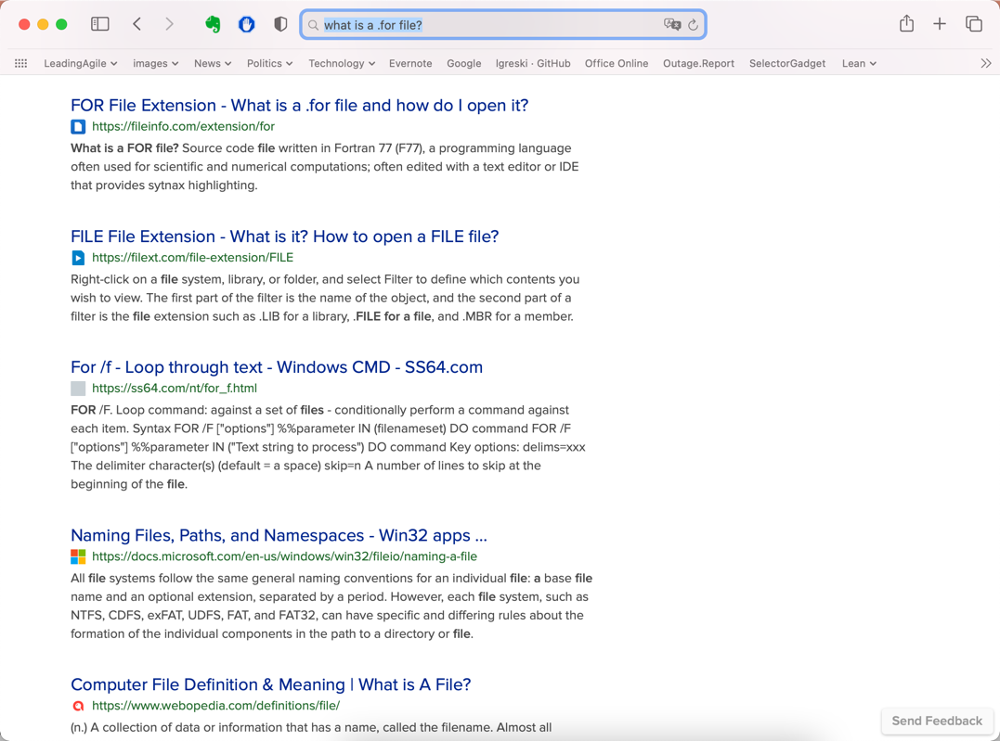 what is a .for file?
LeadingAgile images News Politics Technology Evernote Google Igreski · GitHub Office Online Outage.Report SelectorGadget Lean
FOR File Extension - What is a .for file and how do I open it?
https://fileinfo.com/extension/for
What is a FOR file? Source code file written in Fortran 77 (F77), a programming language
often used for scientific and numerical computations; often edited with a text editor or IDE
that provides sytnax highlighting.
FILE File Extension - What is it? How to open a FILE file?
https://filext.com/file-extension/FILE
Right-click on a file system, library, or folder, and select Filter to define which contents you
wish to view. The first part of the filter is the name of the object, and the second part of a
filter is the file extension such as .LIB for a library, .FILE for a file, and .MBR for a member.
For /f - Loop through text - Windows CMD - SS64.com
https://ss64.com/nt/for_f.html
FOR /F. Loop command: against a set of files - conditionally perform a command against
each item. Syntax FOR /F ["options"] %%parameter IN (filenameset) DO command FOR /F
["options"] %%parameter IN ("Text string to process") DO command Key options: delims=xxx
The delimiter character(s) (default = a space) skip=n A number of lines to skip at the
beginning of the file.
Naming Files, Paths, and Namespaces - Win32 apps ...
https://docs.microsoft.com/en-us/windows/win32/fileio/naming-a-file
All file systems follow the same general naming conventions for an individual file: a base file
name and an optional extension, separated by a period. However, each file system, such as
NTFS, CDFS, exFAT, UDFS, FAT, and FAT32, can have specific and differing rules about the
formation of the individual components in the path to a directory or file.
Computer File Definition & Meaning | What is A File?
https://www.webopedia.com/definitions/file/
(n.) A collection of data or information that has a name, called the filename. Almost all
Send Feedback